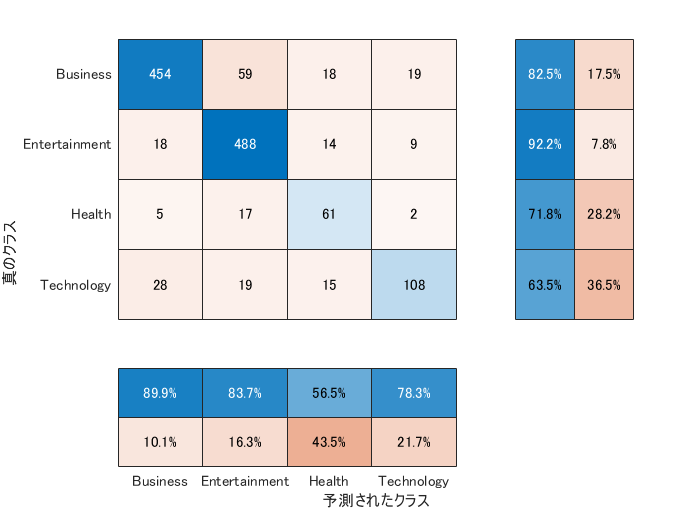 Business 454 59 18 19 82.5% 17.5%
Entertainment 18 488 14 9 92.2% 7.8%
Health 5 17 61 2 71.8% 28.2%
Technology 28 19 15 108 63.5% 36.5%
真のクラス
89.9% 83.7% 56.5% 78.3%
10.1% 16.3% 43.5% 21.7%
Business Entertainment Health Technology
予測されたクラス